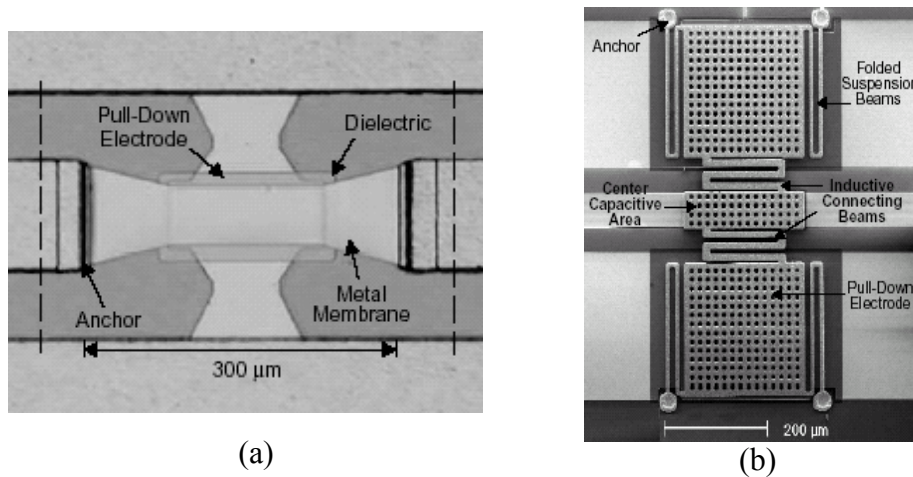 Pull-Down
Electrode
Dielectric
Metal
Membrane
Anchor
300 μm
(a)
Anchor
Folded
Suspension
Beams
Center
Capacitive
Area
Inductive
Connecting
Beams
Pull-Down
Electrode
200 μm
(b)